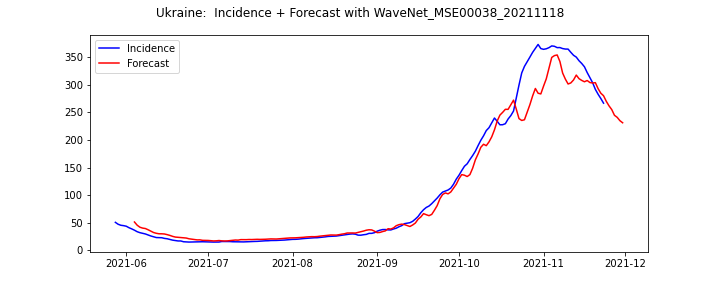 Ukraine:  Incidence + Forecast with WaveNet_MSE00038_20211118
Incidence
Forecast
350
300
250
200
150
100
50
0
2021-06 2021-07 2021-08 2021-09 2021-10 2021-11 2021-12